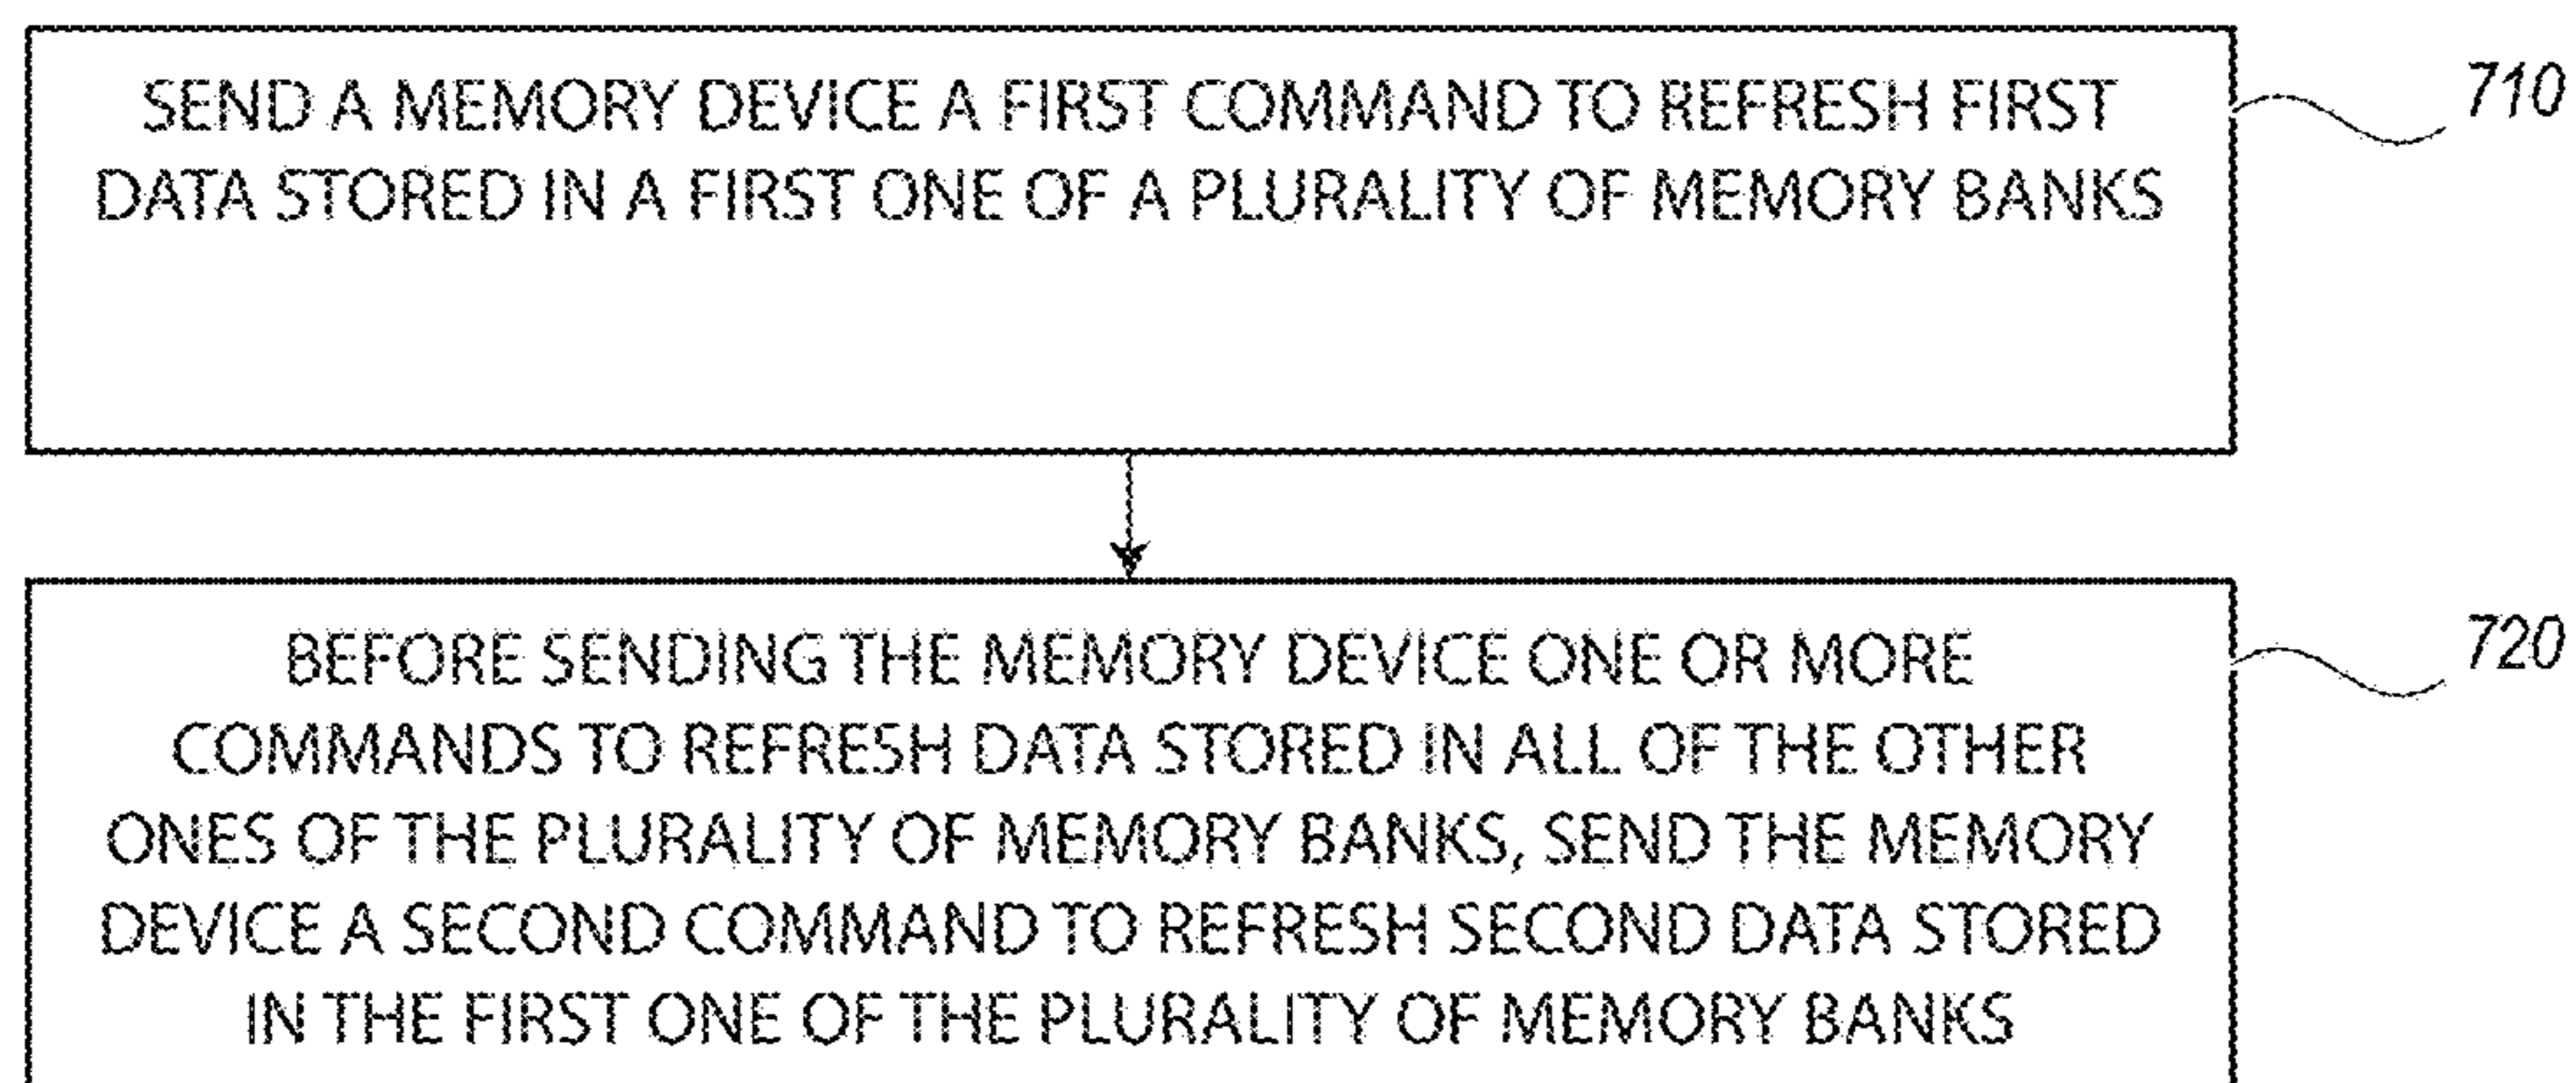 SEND A MEMORY DEVICE A FIRST COMMAND TO REFRESH FIRST
DATA STORED IN A FIRST ONE OF A PLURALITY OF MEMORY BANKS
710
BEFORE SENDING THE MEMORY DEVICE ONE OR MORE
COMMANDS TO REFRESH DATA STORED IN ALL OF THE OTHER
ONES OF THE PLURALITY OF MEMORY BANKS, SEND THE MEMORY
DEVICE A SECOND COMMAND TO REFRESH SECOND DATA STORED
IN THE FIRST ONE OF THE PLURALITY OF MEMORY BANKS
720